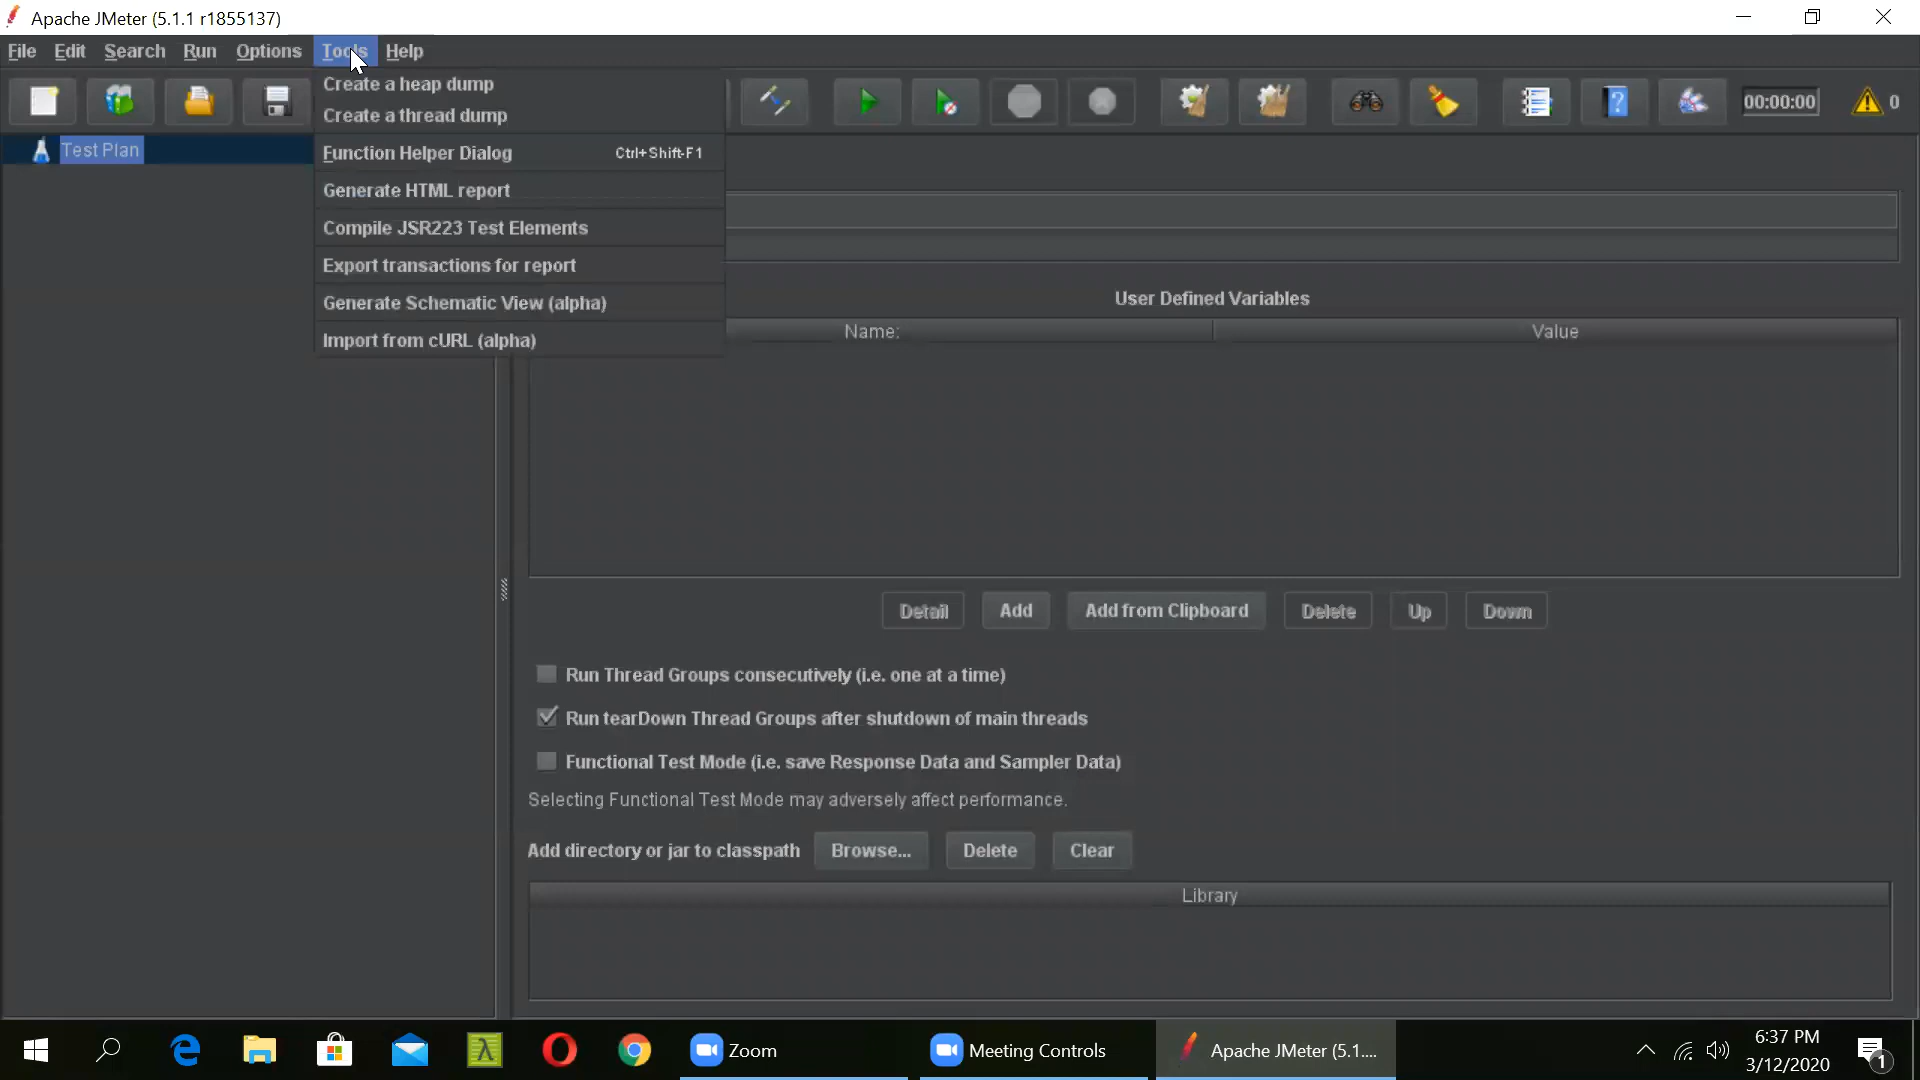 Apache JMeter (5.1.1 r1855137)
File Edit Search Run Options Tools Help
Create a heap dump
Create a thread dump
00:00:00
0
Test Plan
Function Helper Dialog Ctrl+Shift-F1
Generate HTML report
Compile JSR223 Test Elements
Export transactions for report
Generate Schematic View (alpha)
Import from cURL (alpha)
User Defined Variables
Name: Value
Detail Add Add from Clipboard Delete Up Down
Run Thread Groups consecutively (i.e. one at a time)
Run tearDown Thread Groups after shutdown of main threads
Functional Test Mode (i.e. save Response Data and Sampler Data)
Selecting Functional Test Mode may adversely affect performance.
Add directory or jar to classpath Browse... Delete Clear
Library
Zoom Meeting Controls Apache JMeter (5.1....
6:37 PM
3/12/2020
1